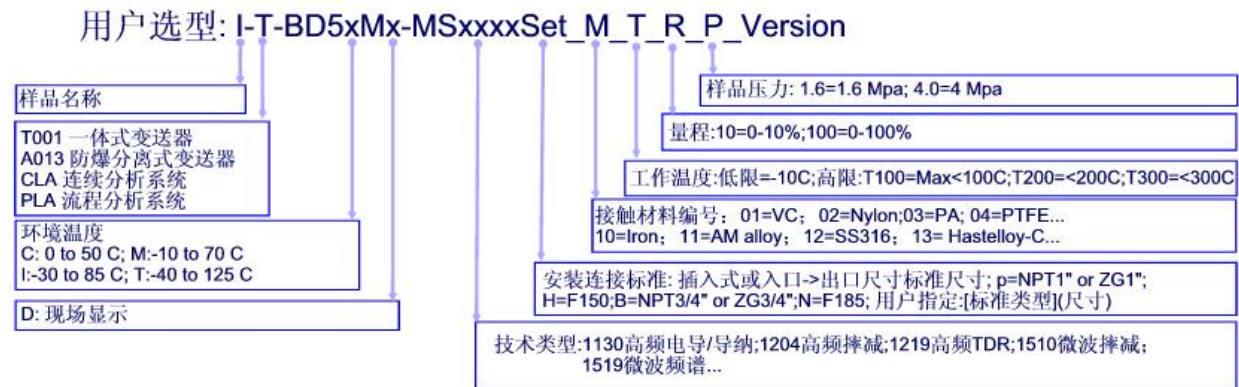 用户选型: I-T-BD5xMx-MSxxxxSet_M_T_R_P_Version
样品压力: 1.6=1.6 Mpa; 4.0=4 Mpa
样品名称
量程:10=0-10%;100=0-100%
T001 一体式变送器
A013 防爆分离式变送器
CLA 连续分析系统
PLA 流程分析系统
工作温度:低限=-10C;高限:T100=Max<100C;T200=<200C;T300=<300C
接触材料编号：01=VC；02=Nylon;03=PA; 04=PTFE...
10=Iron；11=AM alloy；12=SS316；13= Hastelloy-C...
环境温度
C: 0 to 50 C; M:-10 to 70 C
I:-30 to 85 C; T:-40 to 125 C
安装连接标准: 插入式或入口->出口尺寸标准尺寸; p=NPT1" or ZG1";
H=F150;B=NPT3/4" or ZG3/4";N=F185; 用户指定:[标准类型](尺寸)
D: 现场显示
技术类型:1130高频电导/导纳;1204高频摔减;1219高频TDR;1510微波摔减；
1519微波频谱...